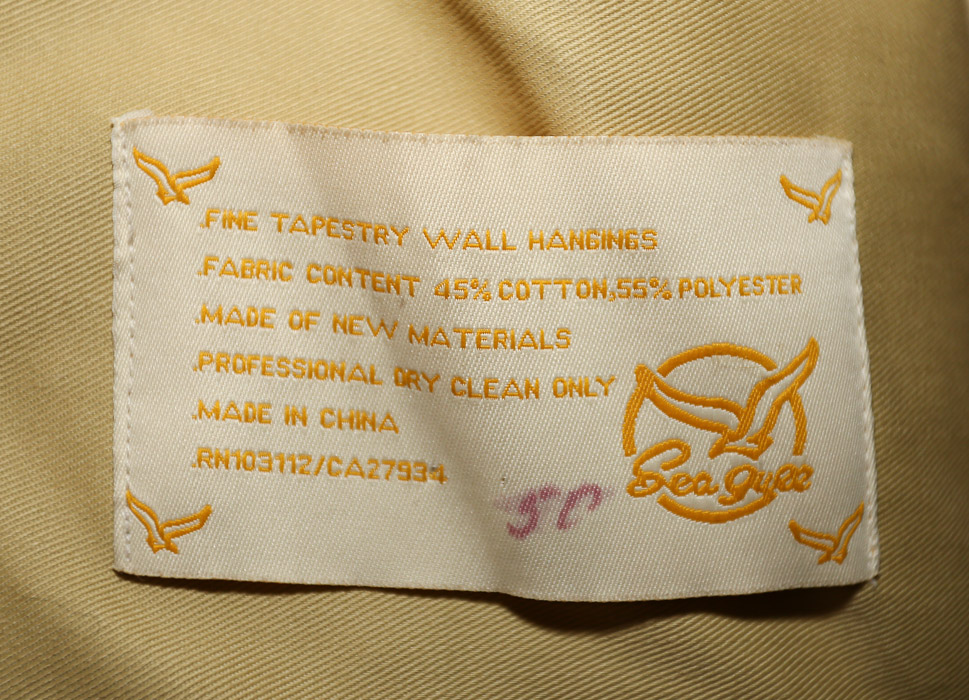 .FINE TAPESTRY WALL HANGINGS
.FABRIC CONTENT 45% COTTON,55% POLYESTER
.MADE OF NEW MATERIALS
.PROFESSIONAL DRY CLEAN ONLY
.MADE IN CHINA
.RN103112/CA27934
Sea